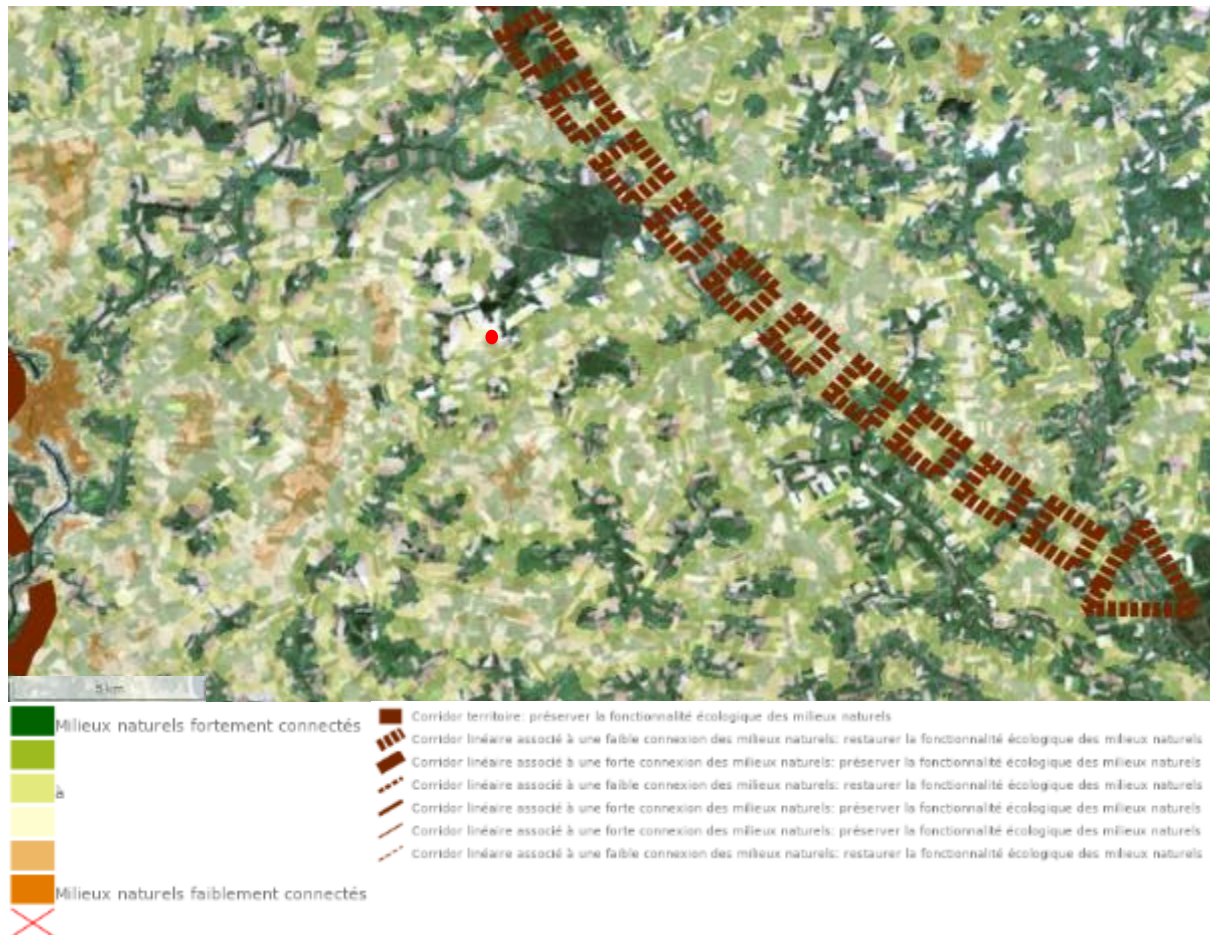 5 km
Milieux naturels fortement connectés
à
Milieux naturels faiblement connectés
Corridor territoire: préserver la fonctionnalité écologique des milieux naturels
Corridor linéaire associé à une faible connexion des milieux naturels: restaurer la fonctionnalité écologique des milieux naturels
Corridor linéaire associé à une forte connexion des milieux naturels: préserver la fonctionnalité écologique des milieux naturels
Corridor linéaire associé à une faible connexion des milieux naturels: restaurer la fonctionnalité écologique des milieux naturels
Corridor linéaire associé à une forte connexion des milieux naturels: préserver la fonctionnalité écologique des milieux naturels
Corridor linéaire associé à une forte connexion des milieux naturels: préserver la fonctionnalité écologique des milieux naturels
Corridor linéaire associé à une faible connexion des milieux naturels: restaurer la fonctionnalité écologique des milieux naturels